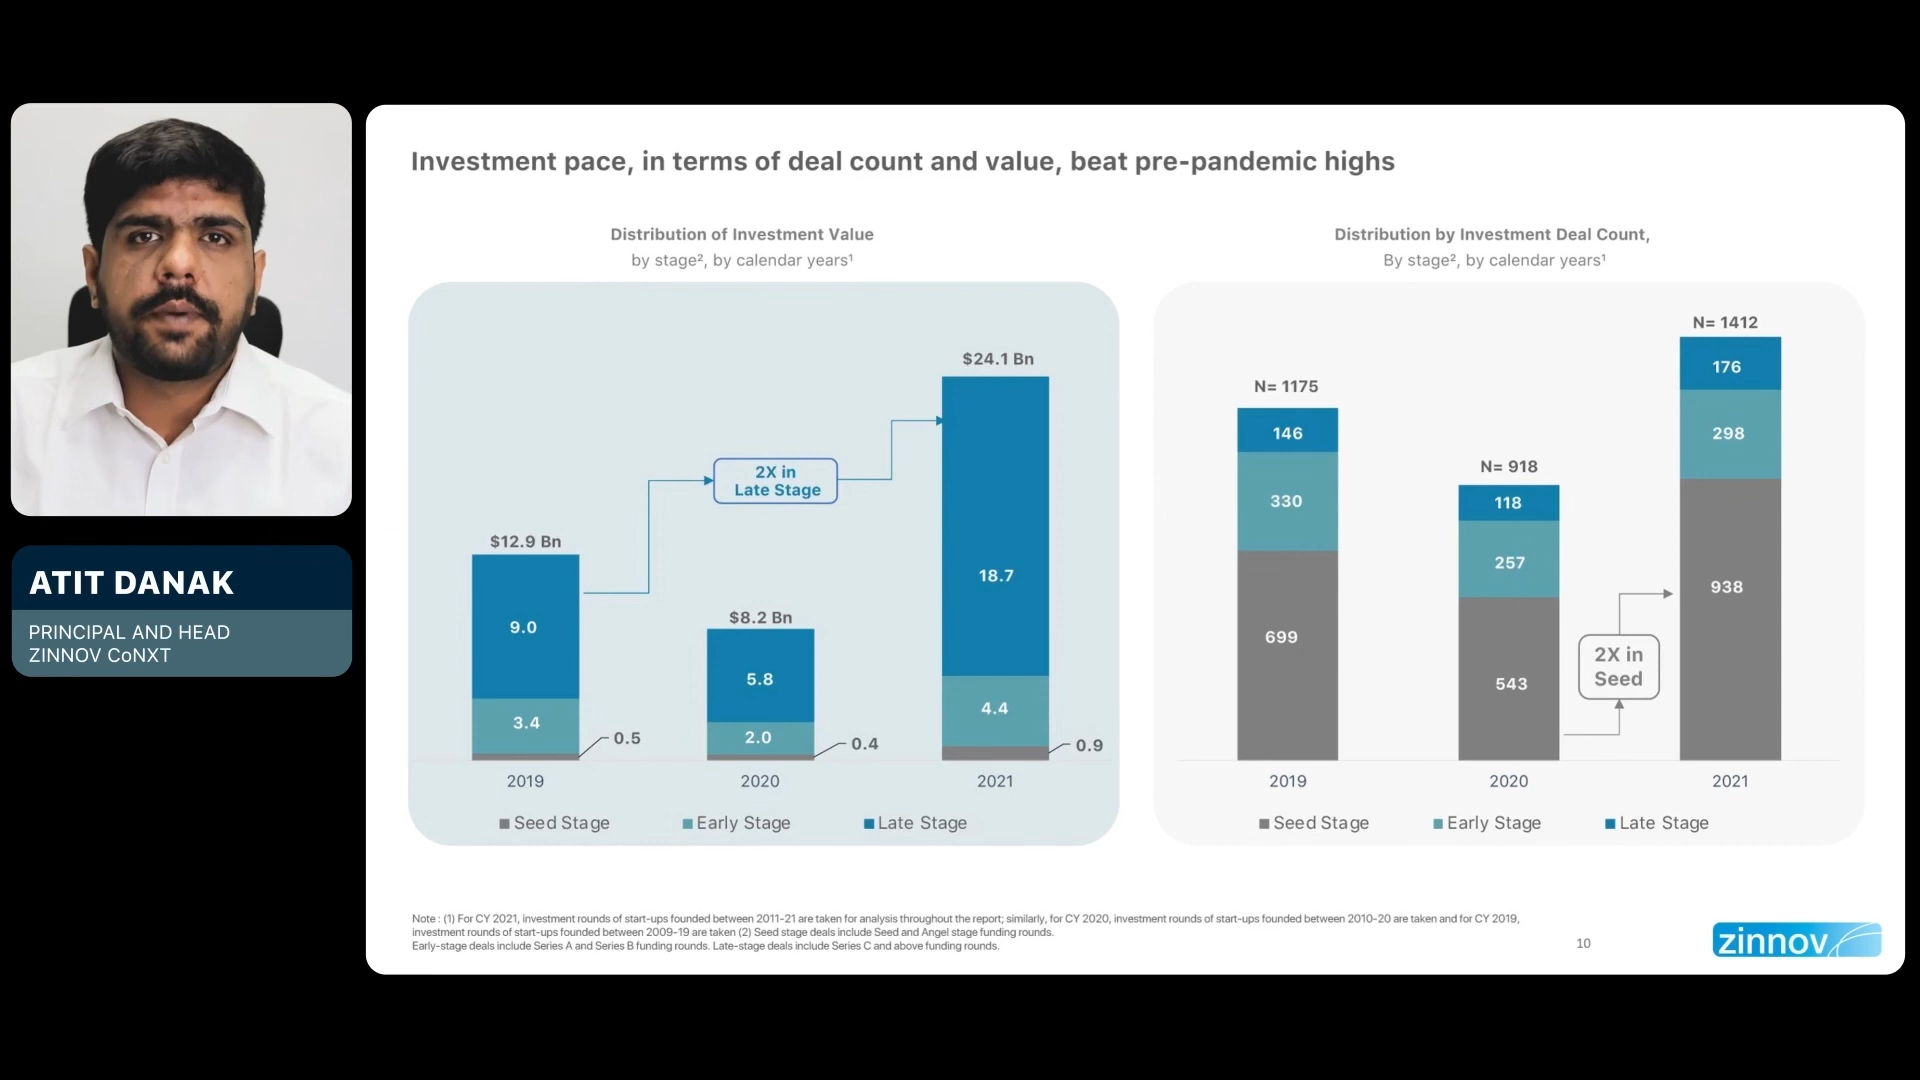 ATIT DANAK
PRINCIPAL AND HEAD
ZINNOV CoNXT
Investment pace, in terms of deal count and value, beat pre-pandemic highs
Distribution of Investment Value
by stage², by calendar years¹
$24.1 Bn
2X in
Late Stage
$12.9 Bn
18.7
$8.2 Bn
9.0
5.8
4.4
3.4
2.0
0.5
0.4
0.9
2019
2020
2021
Seed Stage
Early Stage
Late Stage
Distribution by Investment Deal Count,
By stage², by calendar years¹
N= 1412
176
N= 1175
146
298
N= 918
330
118
257
938
699
543
2X in
Seed
2019
2020
2021
Seed Stage
Early Stage
Late Stage
Note : (1) For CY 2021, investment rounds of start-ups founded between 2011-21 are taken for analysis throughout the report; similarly, for CY 2020, investment rounds of start-ups founded between 2010-20 are taken and for CY 2019,
investment rounds of start-ups founded between 2009-19 are taken (2) Seed stage deals include Seed and Angel stage funding rounds.
Early-stage deals include Series A and Series B funding rounds. Late-stage deals include Series C and above funding rounds.
10
zinnov